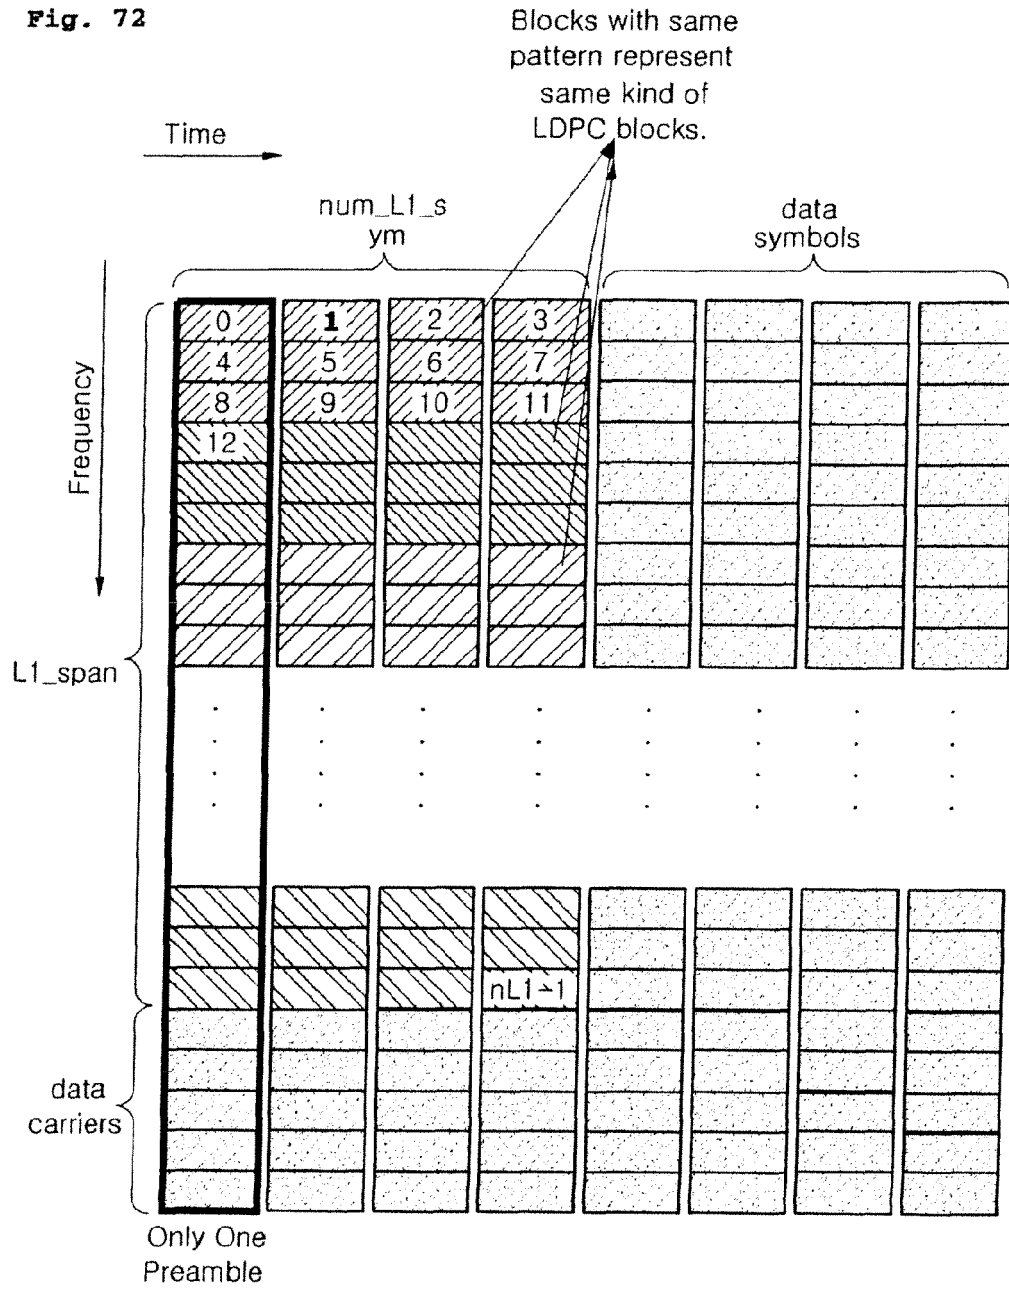 Fig. 72
Blocks with same
pattern represent
same kind of
LDPC blocks.
Time
num_L1_s
ym
data
symbols
Frequency
0 1 2 3
4 5 6 7
8 9 10 11
12
L1_span
nL1-1
data
carriers
Only One
Preamble